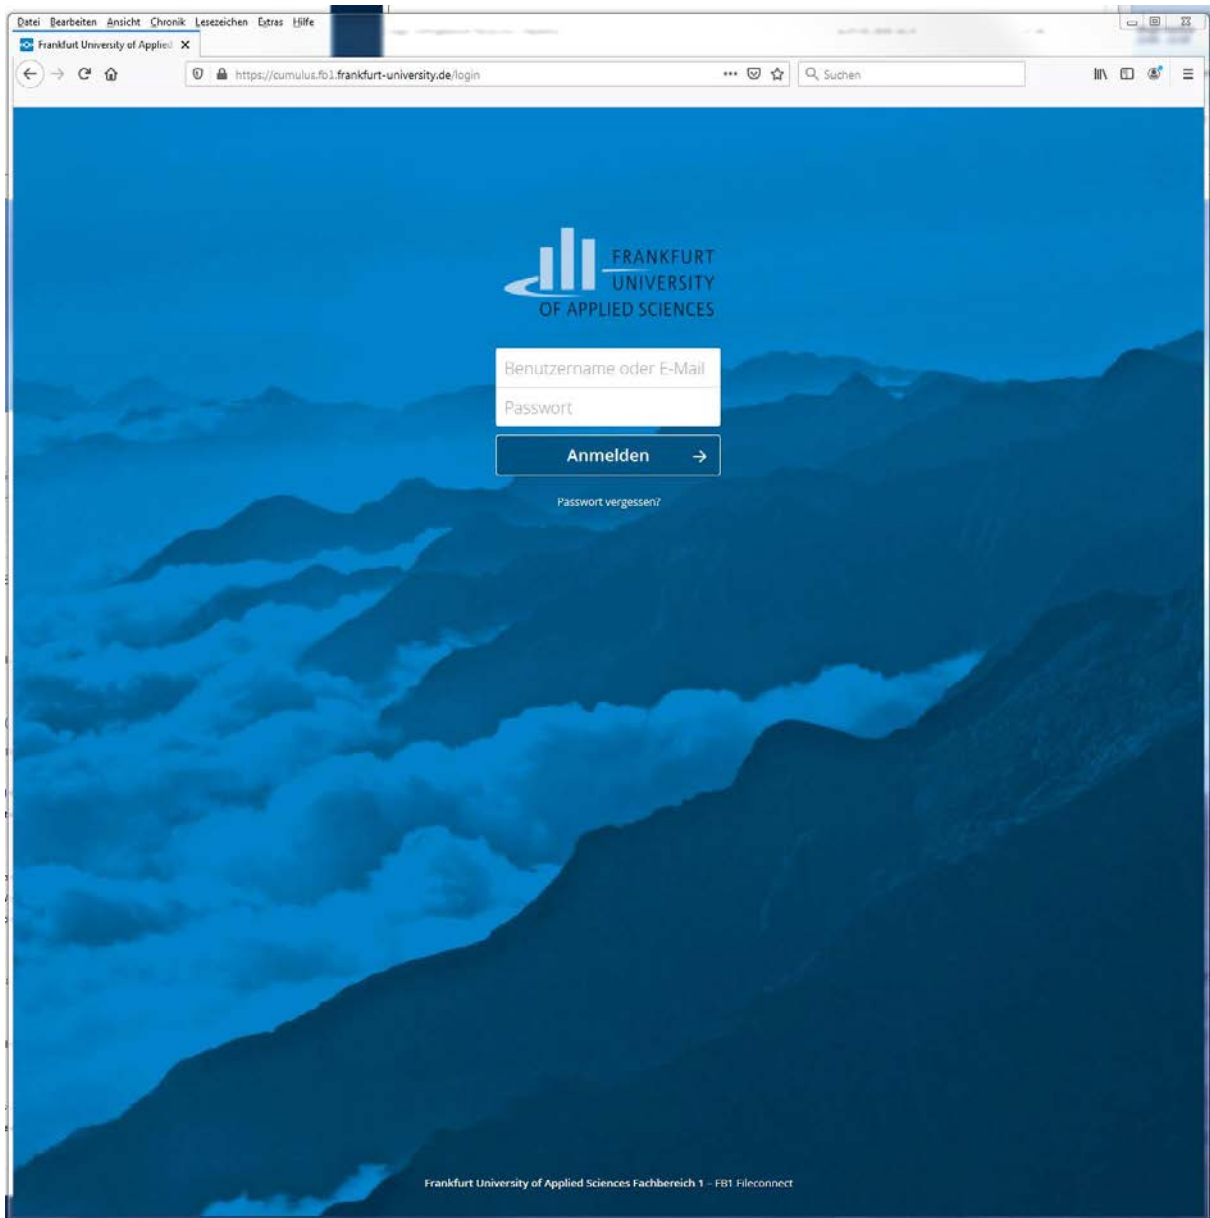 Datei Bearbeiten Ansicht Chronik Lesezeichen Extras Hilfe
Frankfurt University of Applied
https://cumulus.fb1.frankfurt-university.de/login
Suchen
FRANKFURT
UNIVERSITY
OF APPLIED SCIENCES
Benutzername oder E-Mail
Passwort
Anmelden
Passwort vergessen?
Frankfurt University of Applied Sciences Fachbereich 1 – FB1 Fileconnect